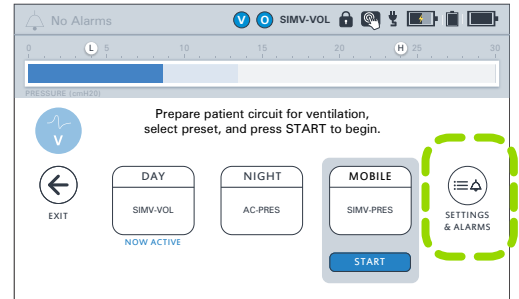 No Alarms V O SIMV-VOL
0 L 5 10 15 20 H 25 30
PRESSURE (cmH20)
Prepare patient circuit for ventilation,
select preset, and press START to begin.
V
DAY NIGHT MOBILE
SIMV-VOL AC-PRES SIMV-PRES
EXIT SETTINGS
& ALARMS
NOW ACTIVE
START